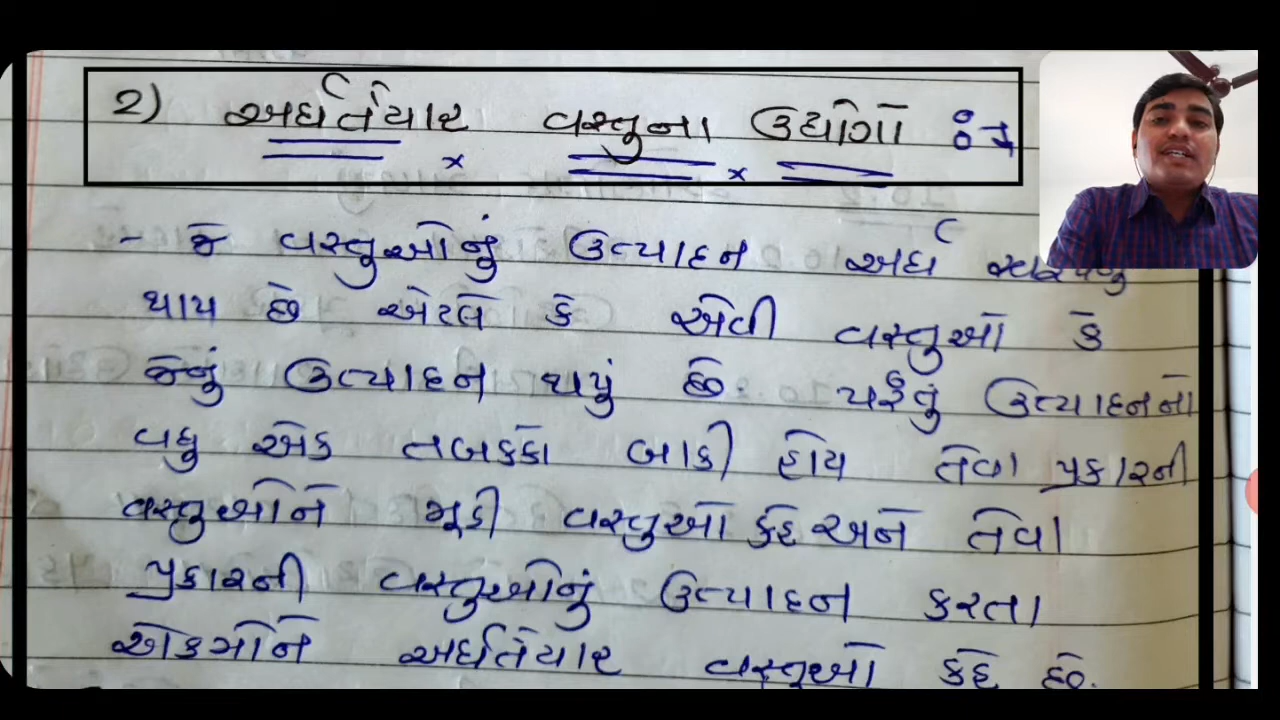 2) અર્ધતૈયાર વસ્તુના ઉદ્યોગો :→
- જે વસ્તુઓનું ઉત્પાદન અર્ધ
થાય છે એટલે કે એવી વસ્તુઓ કે
જેનું ઉત્પાદન થયું છે. પરંતું ઉત્પાદનનો
વધુ એક તબકકો બાકી હોય તેવા પ્રકારની
વસ્તુઓને મૂડી વસ્તુઓ કહે અને તેવા
પ્રકારની વસ્તુઓનું ઉત્પાદન કરતા
એકમોને અર્ધતૈયાર વસ્તુઓ કહે છે.